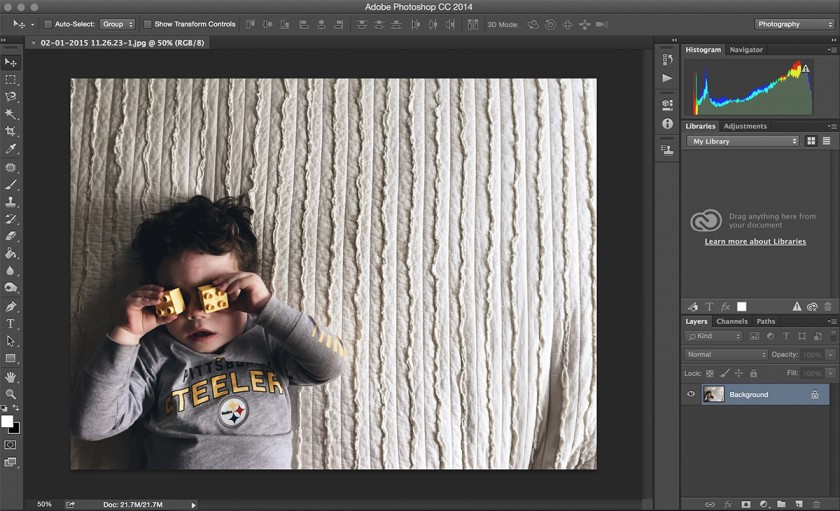 Adobe Photoshop CC 2014
Auto-Select: Group Show Transform Controls 3D Mode: Photography
× 02-01-2015 11.26.23-1.jpg @ 50% (RGB/8)
Histogram Navigator
Libraries Adjustments
My Library
Drag anything here from
your document
Learn more about Libraries
PITTSBURGH
STEELER
Layers Channels Paths
Kind
Normal Opacity: 100%
Lock: Fill: 100%
Background
50% Doc: 21.7M/21.7M